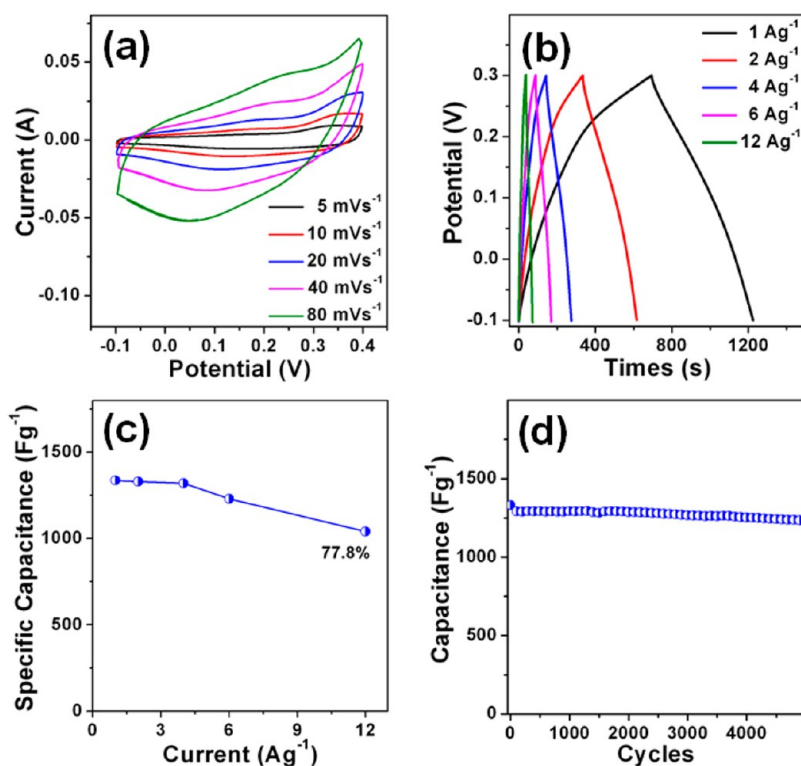 (a)
Current (A)
0.05
0.00
-0.05
-0.10
-0.1 0.0 0.1 0.2 0.3 0.4
Potential (V)
5 mVs⁻¹
10 mVs⁻¹
20 mVs⁻¹
40 mVs⁻¹
80 mVs⁻¹
(b)
Potential (V)
0.3
0.2
0.1
0.0
-0.1
0 400 800 1200
Times (s)
1 Ag⁻¹
2 Ag⁻¹
4 Ag⁻¹
6 Ag⁻¹
12 Ag⁻¹
(c)
Specific Capacitance (Fg⁻¹)
1500
1000
500
0
0 3 6 9 12
Current (Ag⁻¹)
77.8%
(d)
Capacitance (Fg⁻¹)
1500
1000
500
0
0 1000 2000 3000 4000
Cycles